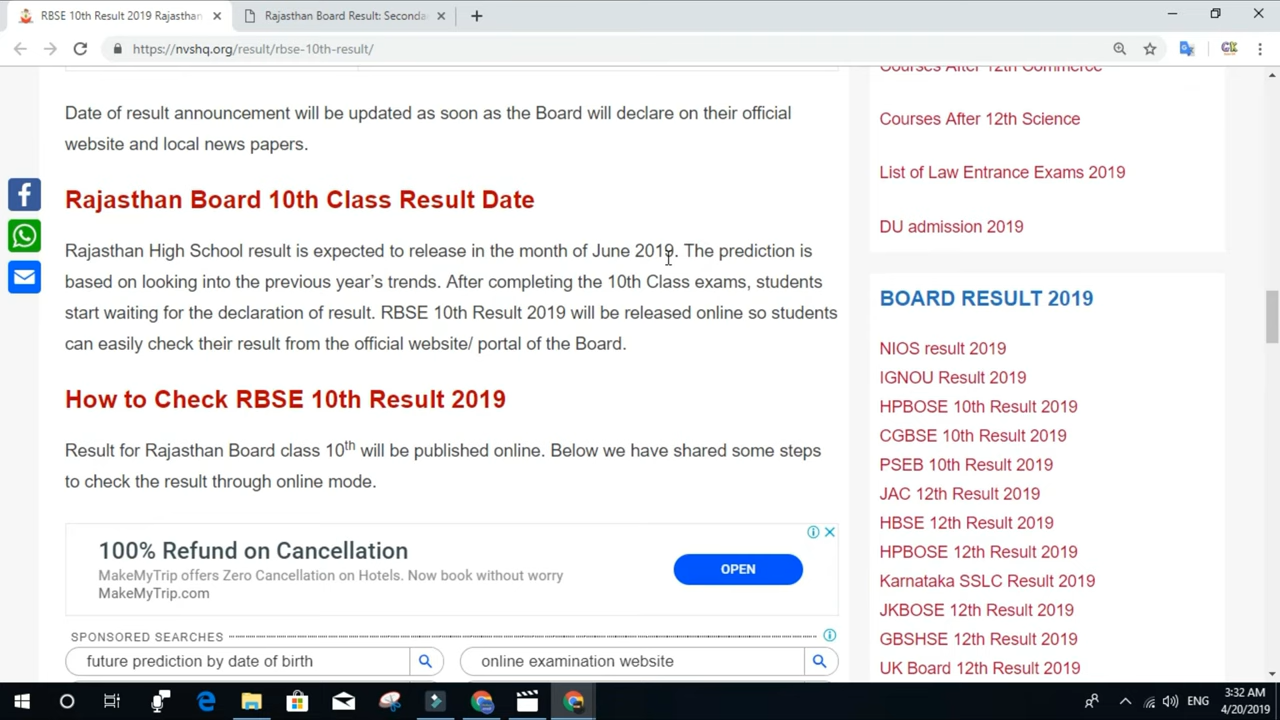 RBSE 10th Result 2019 Rajasthan
Rajasthan Board Result: Seconda
https://nvshq.org/result/rbse-10th-result/
Date of result announcement will be updated as soon as the Board will declare on their official
website and local news papers.
Rajasthan Board 10th Class Result Date
Rajasthan High School result is expected to release in the month of June 2019. The prediction is
based on looking into the previous year's trends. After completing the 10th Class exams, students
start waiting for the declaration of result. RBSE 10th Result 2019 will be released online so students
can easily check their result from the official website/ portal of the Board.
How to Check RBSE 10th Result 2019
Result for Rajasthan Board class 10th will be published online. Below we have shared some steps
to check the result through online mode.
100% Refund on Cancellation
MakeMyTrip offers Zero Cancellation on Hotels. Now book without worry
MakeMyTrip.com
OPEN
SPONSORED SEARCHES
future prediction by date of birth
online examination website
Courses After 12th Commerce
Courses After 12th Science
List of Law Entrance Exams 2019
DU admission 2019
BOARD RESULT 2019
NIOS result 2019
IGNOU Result 2019
HPBOSE 10th Result 2019
CGBSE 10th Result 2019
PSEB 10th Result 2019
JAC 12th Result 2019
HBSE 12th Result 2019
HPBOSE 12th Result 2019
Karnataka SSLC Result 2019
JKBOSE 12th Result 2019
GBSHSE 12th Result 2019
UK Board 12th Result 2019
ENG
3:32 AM
4/20/2019